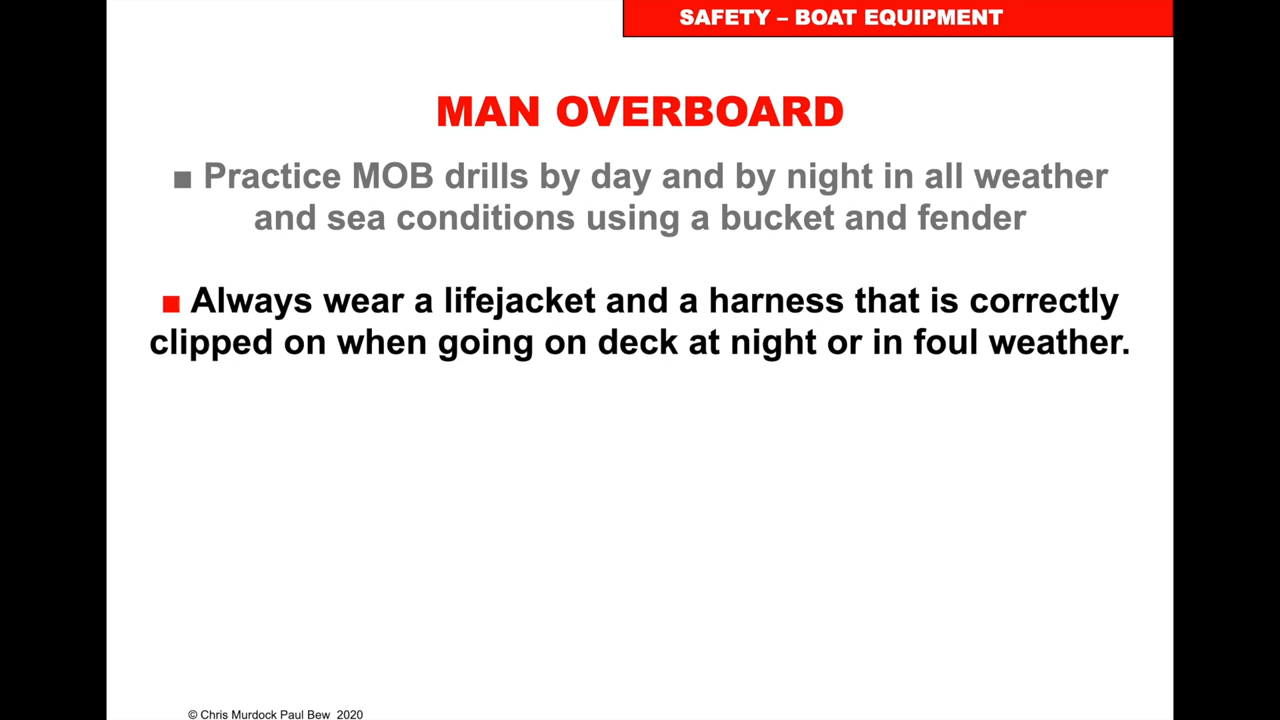 SAFETY – BOAT EQUIPMENT
MAN OVERBOARD
■ Practice MOB drills by day and by night in all weather
and sea conditions using a bucket and fender
■ Always wear a lifejacket and a harness that is correctly
clipped on when going on deck at night or in foul weather.
© Chris Murdock Paul Bew 2020